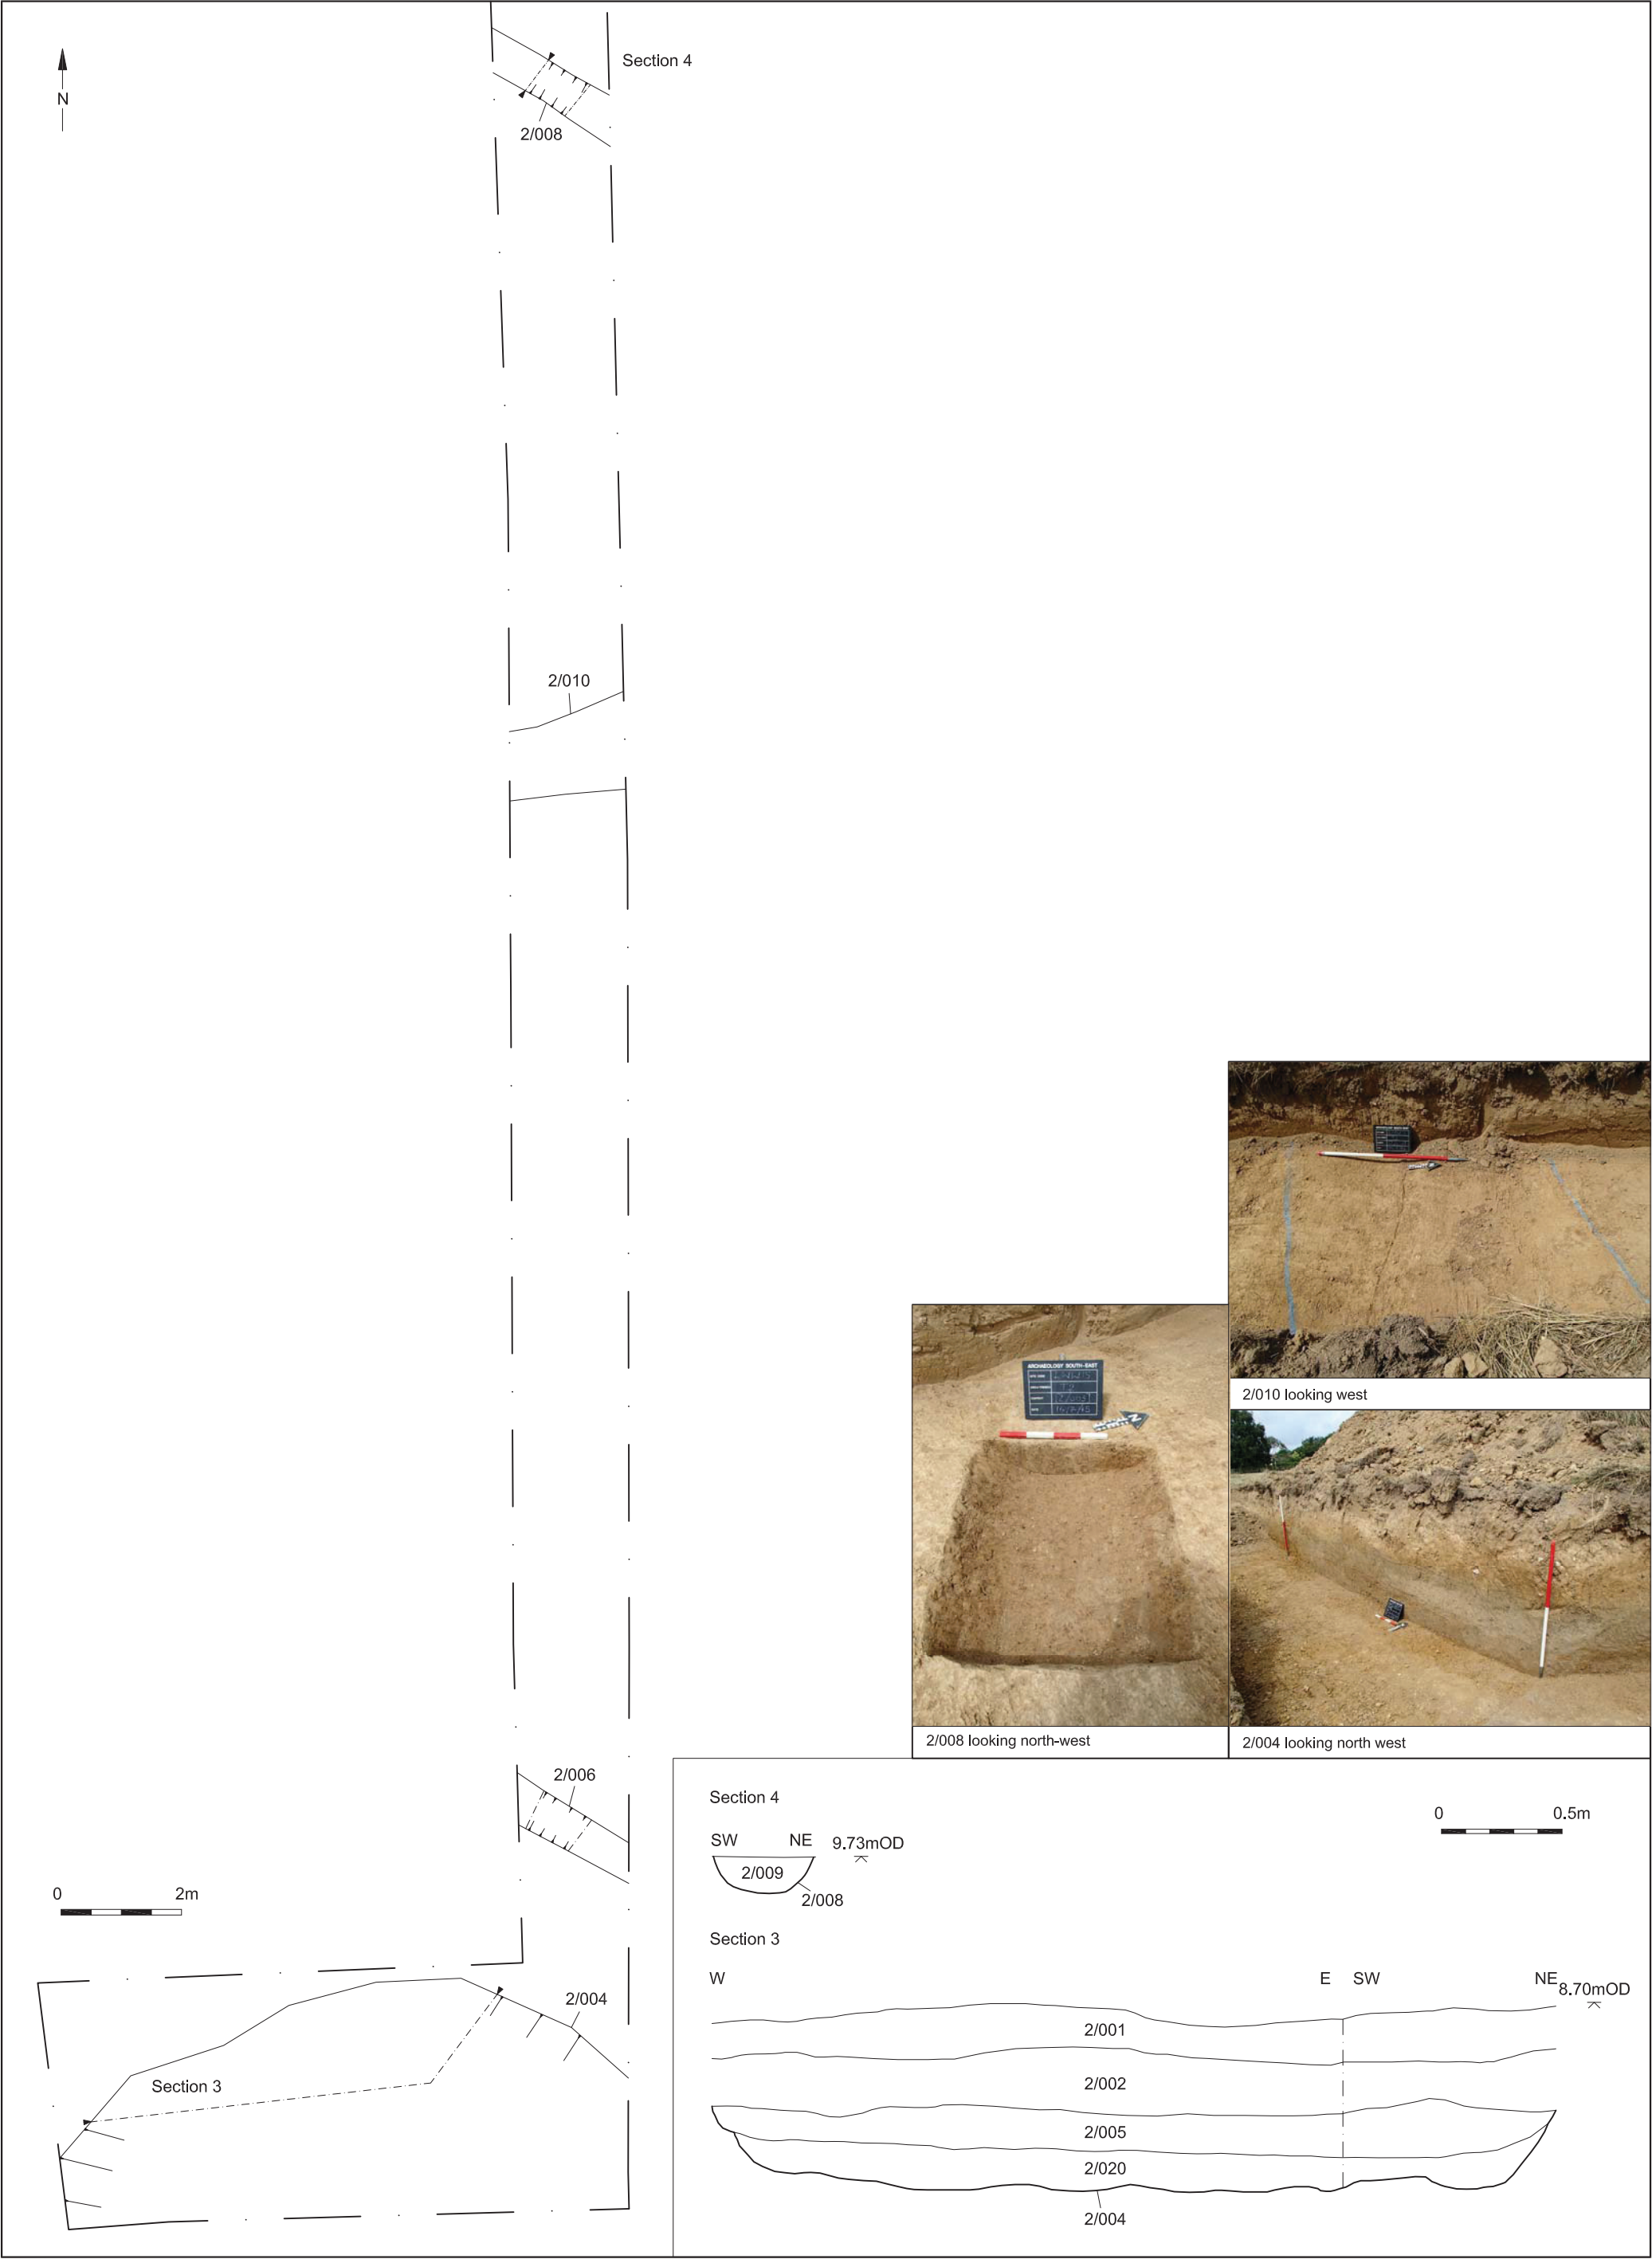 N
Section 4
2/008
2/010
2/006
0 2m
2/004
Section 3
2/010 looking west
ARCHAEOLOGY SOUTH-EAST
2/008 looking north-west
2/004 looking north west
Section 4
0 0.5m
SW NE 9.73mOD
2/009
2/008
Section 3
W E SW NE 8.70mOD
2/001
2/002
2/005
2/020
2/004